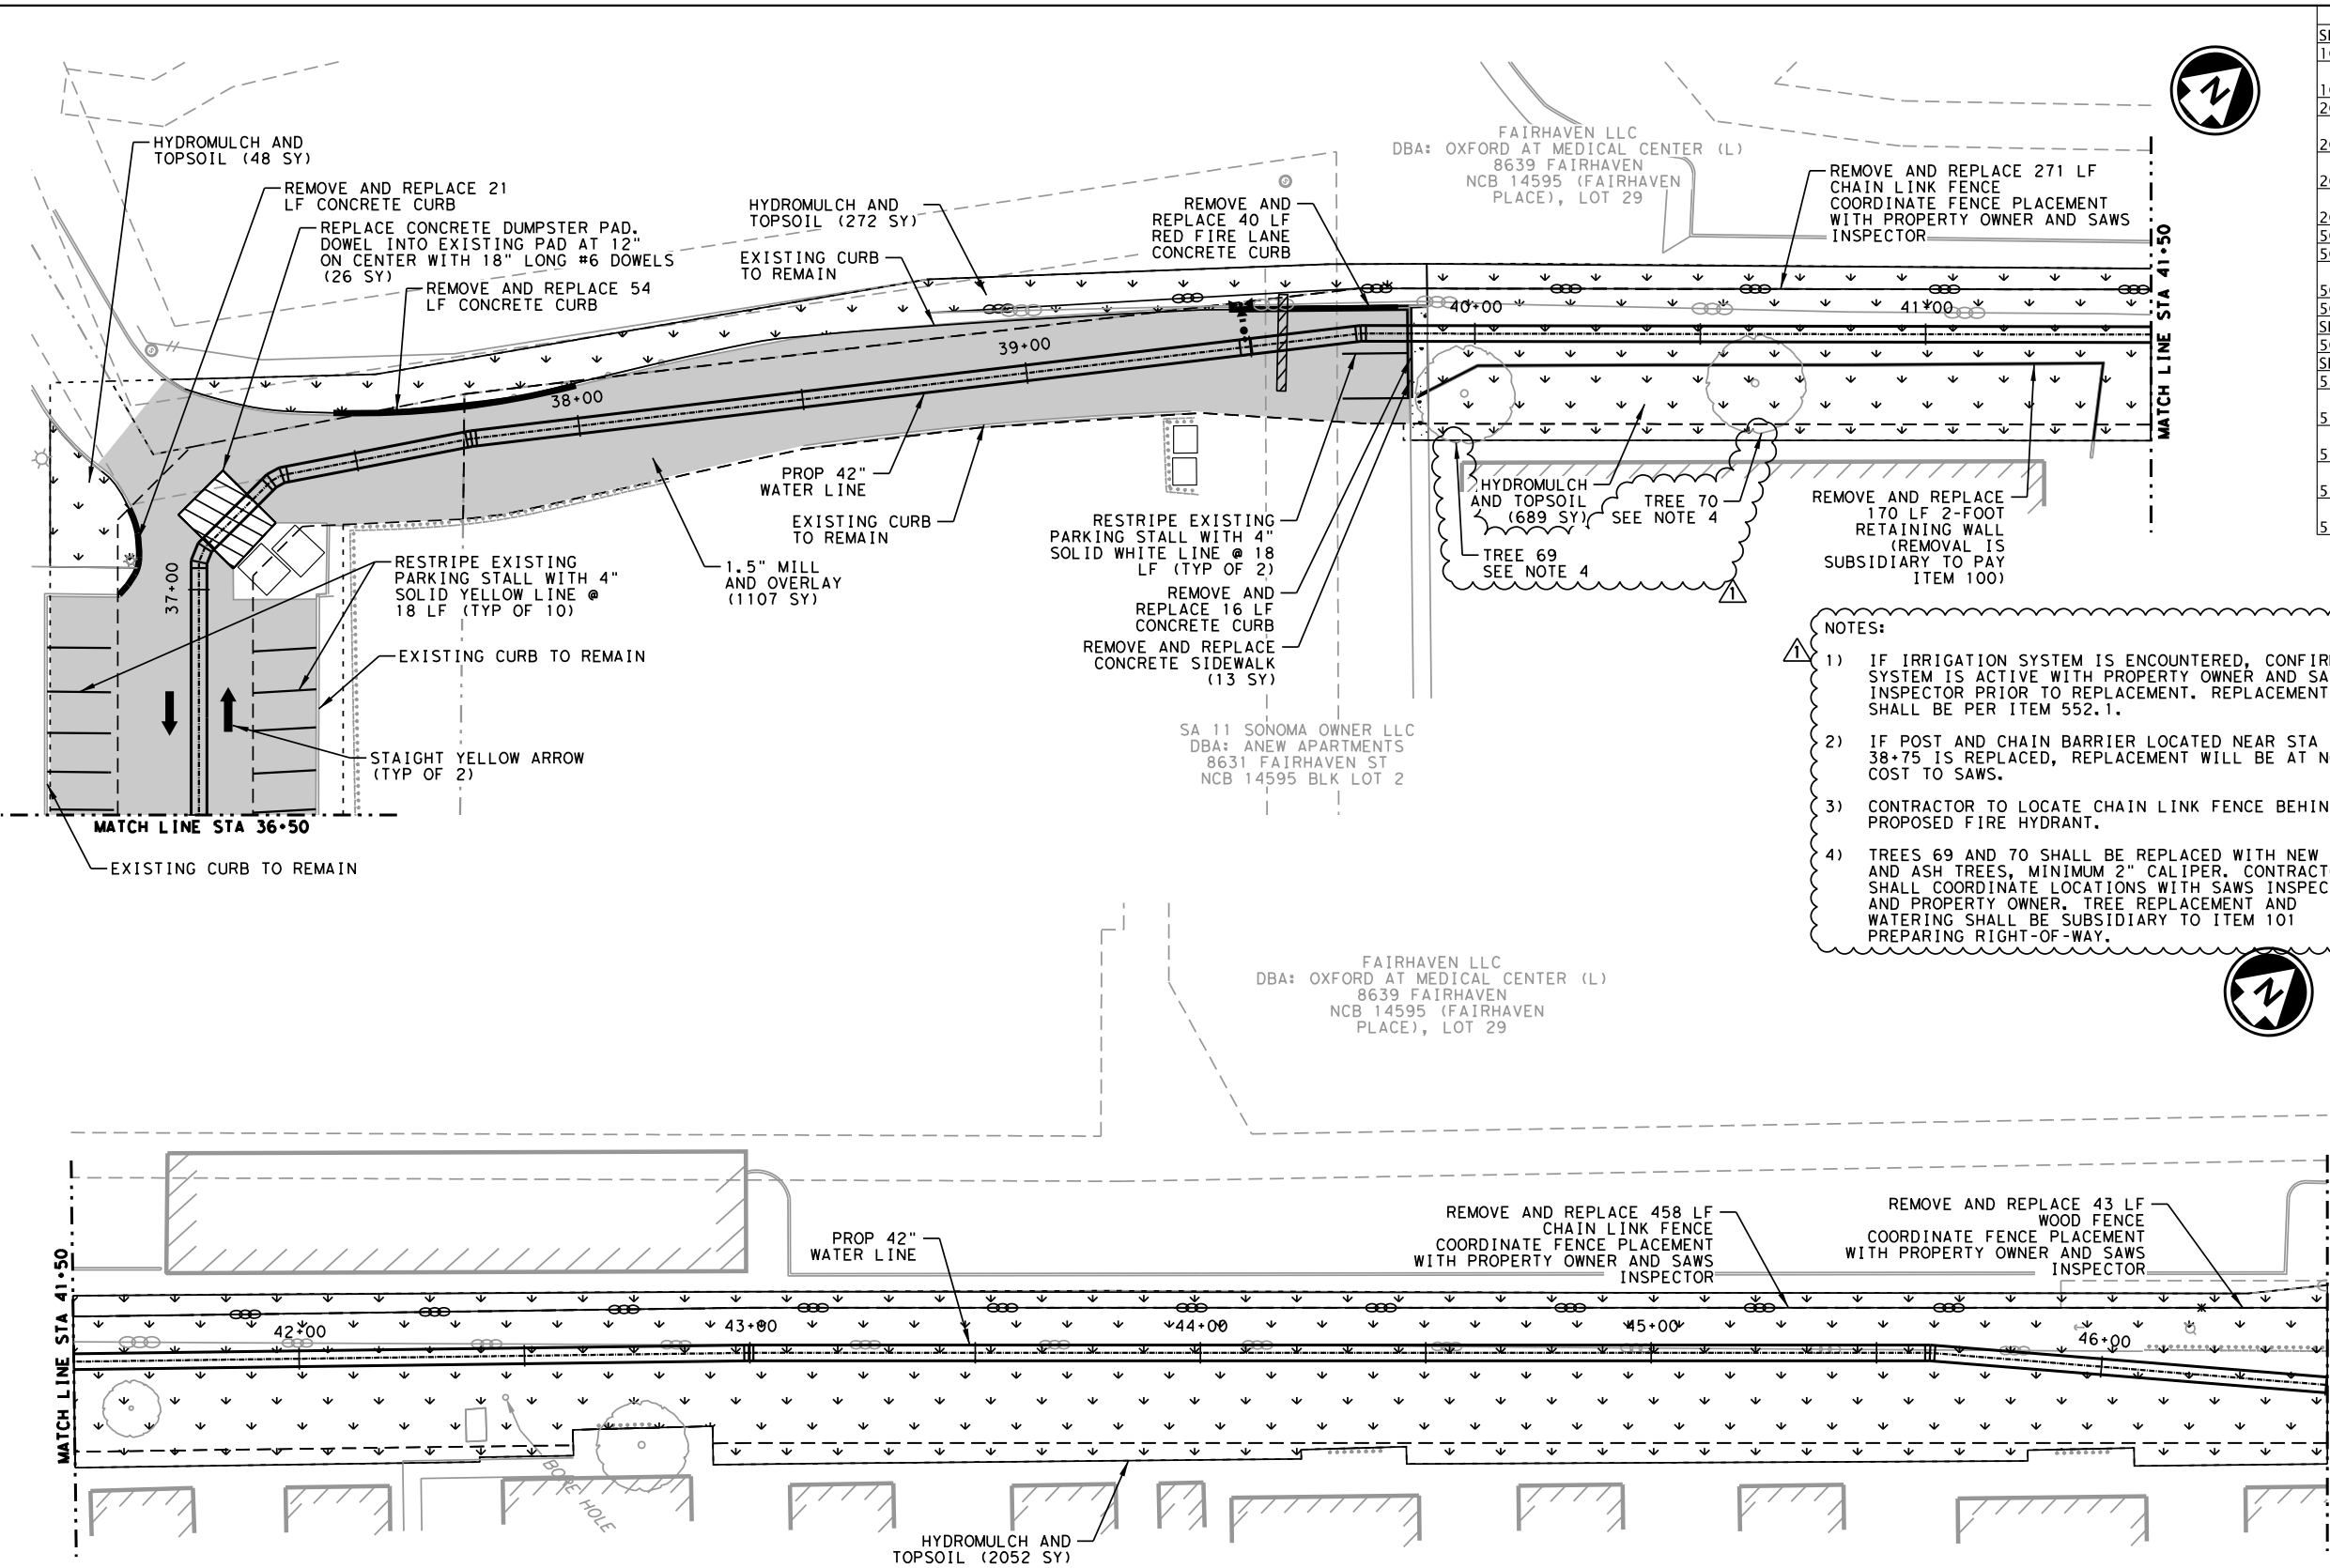 HYDROMULCH AND
TOPSOIL (48 SY)
REMOVE AND REPLACE 21
LF CONCRETE CURB
REPLACE CONCRETE DUMPSTER PAD.
DOWEL INTO EXISTING PAD AT 12"
ON CENTER WITH 18" LONG #6 DOWELS
(26 SY)
REMOVE AND REPLACE 54
LF CONCRETE CURB
HYDROMULCH AND
TOPSOIL (272 SY)
EXISTING CURB
TO REMAIN
REMOVE AND
REPLACE 40 LF
RED FIRE LANE
CONCRETE CURB
FAIRHAVEN LLC
DBA: OXFORD AT MEDICAL CENTER (L)
8639 FAIRHAVEN
NCB 14595 (FAIRHAVEN
PLACE), LOT 29
REMOVE AND REPLACE 271 LF
CHAIN LINK FENCE
COORDINATE FENCE PLACEMENT
WITH PROPERTY OWNER AND SAWS
INSPECTOR
N
MATCH LINE STA 41+50
37+00
38+00
39+00
40+00
41+00
PROP 42"
WATER LINE
EXISTING CURB
TO REMAIN
1.5" MILL
AND OVERLAY
(1107 SY)
RESTRIPE EXISTING
PARKING STALL WITH 4"
SOLID YELLOW LINE @
18 LF (TYP OF 10)
EXISTING CURB TO REMAIN
STAIGHT YELLOW ARROW
(TYP OF 2)
MATCH LINE STA 36+50
EXISTING CURB TO REMAIN
RESTRIPE EXISTING
PARKING STALL WITH 4"
SOLID WHITE LINE @ 18
LF (TYP OF 2)
REMOVE AND
REPLACE 16 LF
CONCRETE CURB
REMOVE AND REPLACE
CONCRETE SIDEWALK
(13 SY)
HYDROMULCH
AND TOPSOIL
(689 SY)
TREE 70
SEE NOTE 4
TREE 69
SEE NOTE 4
1
REMOVE AND REPLACE
170 LF 2-FOOT
RETAINING WALL
(REMOVAL IS
SUBSIDIARY TO PAY
ITEM 100)
SA 11 SONOMA OWNER LLC
DBA: ANEW APARTMENTS
8631 FAIRHAVEN ST
NCB 14595 BLK LOT 2
1
NOTES:
1) IF IRRIGATION SYSTEM IS ENCOUNTERED,
SYSTEM IS ACTIVE WITH PROPERTY OWNER AND
INSPECTOR PRIOR TO REPLACEMENT. REPLACEMENT
SHALL BE PER ITEM 552.1.
2) IF POST AND CHAIN BARRIER LOCATED NEAR STA
38+75 IS REPLACED, REPLACEMENT WILL BE AT
COST TO SAWS.
3) CONTRACTOR TO LOCATE CHAIN LINK FENCE
PROPOSED FIRE HYDRANT.
4) TREES 69 AND 70 SHALL BE REPLACED WITH NEW
AND ASH TREES, MINIMUM 2" CALIPER.
SHALL COORDINATE LOCATIONS WITH SAWS
AND PROPERTY OWNER. TREE REPLACEMENT AND
WATERING SHALL BE SUBSIDIARY TO ITEM 101
PREPARING RIGHT-OF-WAY.
FAIRHAVEN LLC
DBA: OXFORD AT MEDICAL CENTER (L)
8639 FAIRHAVEN
NCB 14595 (FAIRHAVEN
PLACE), LOT 29
N
MATCH LINE STA 41+50
PROP 42"
WATER LINE
REMOVE AND REPLACE 458 LF
CHAIN LINK FENCE
COORDINATE FENCE PLACEMENT
WITH PROPERTY OWNER AND SAWS
INSPECTOR
REMOVE AND REPLACE 43 LF
WOOD FENCE
COORDINATE FENCE PLACEMENT
WITH PROPERTY OWNER AND SAWS
INSPECTOR
42+00
43+00
44+00
45+00
46+00
BORE HOLE
HYDROMULCH AND
TOPSOIL (2052 SY)